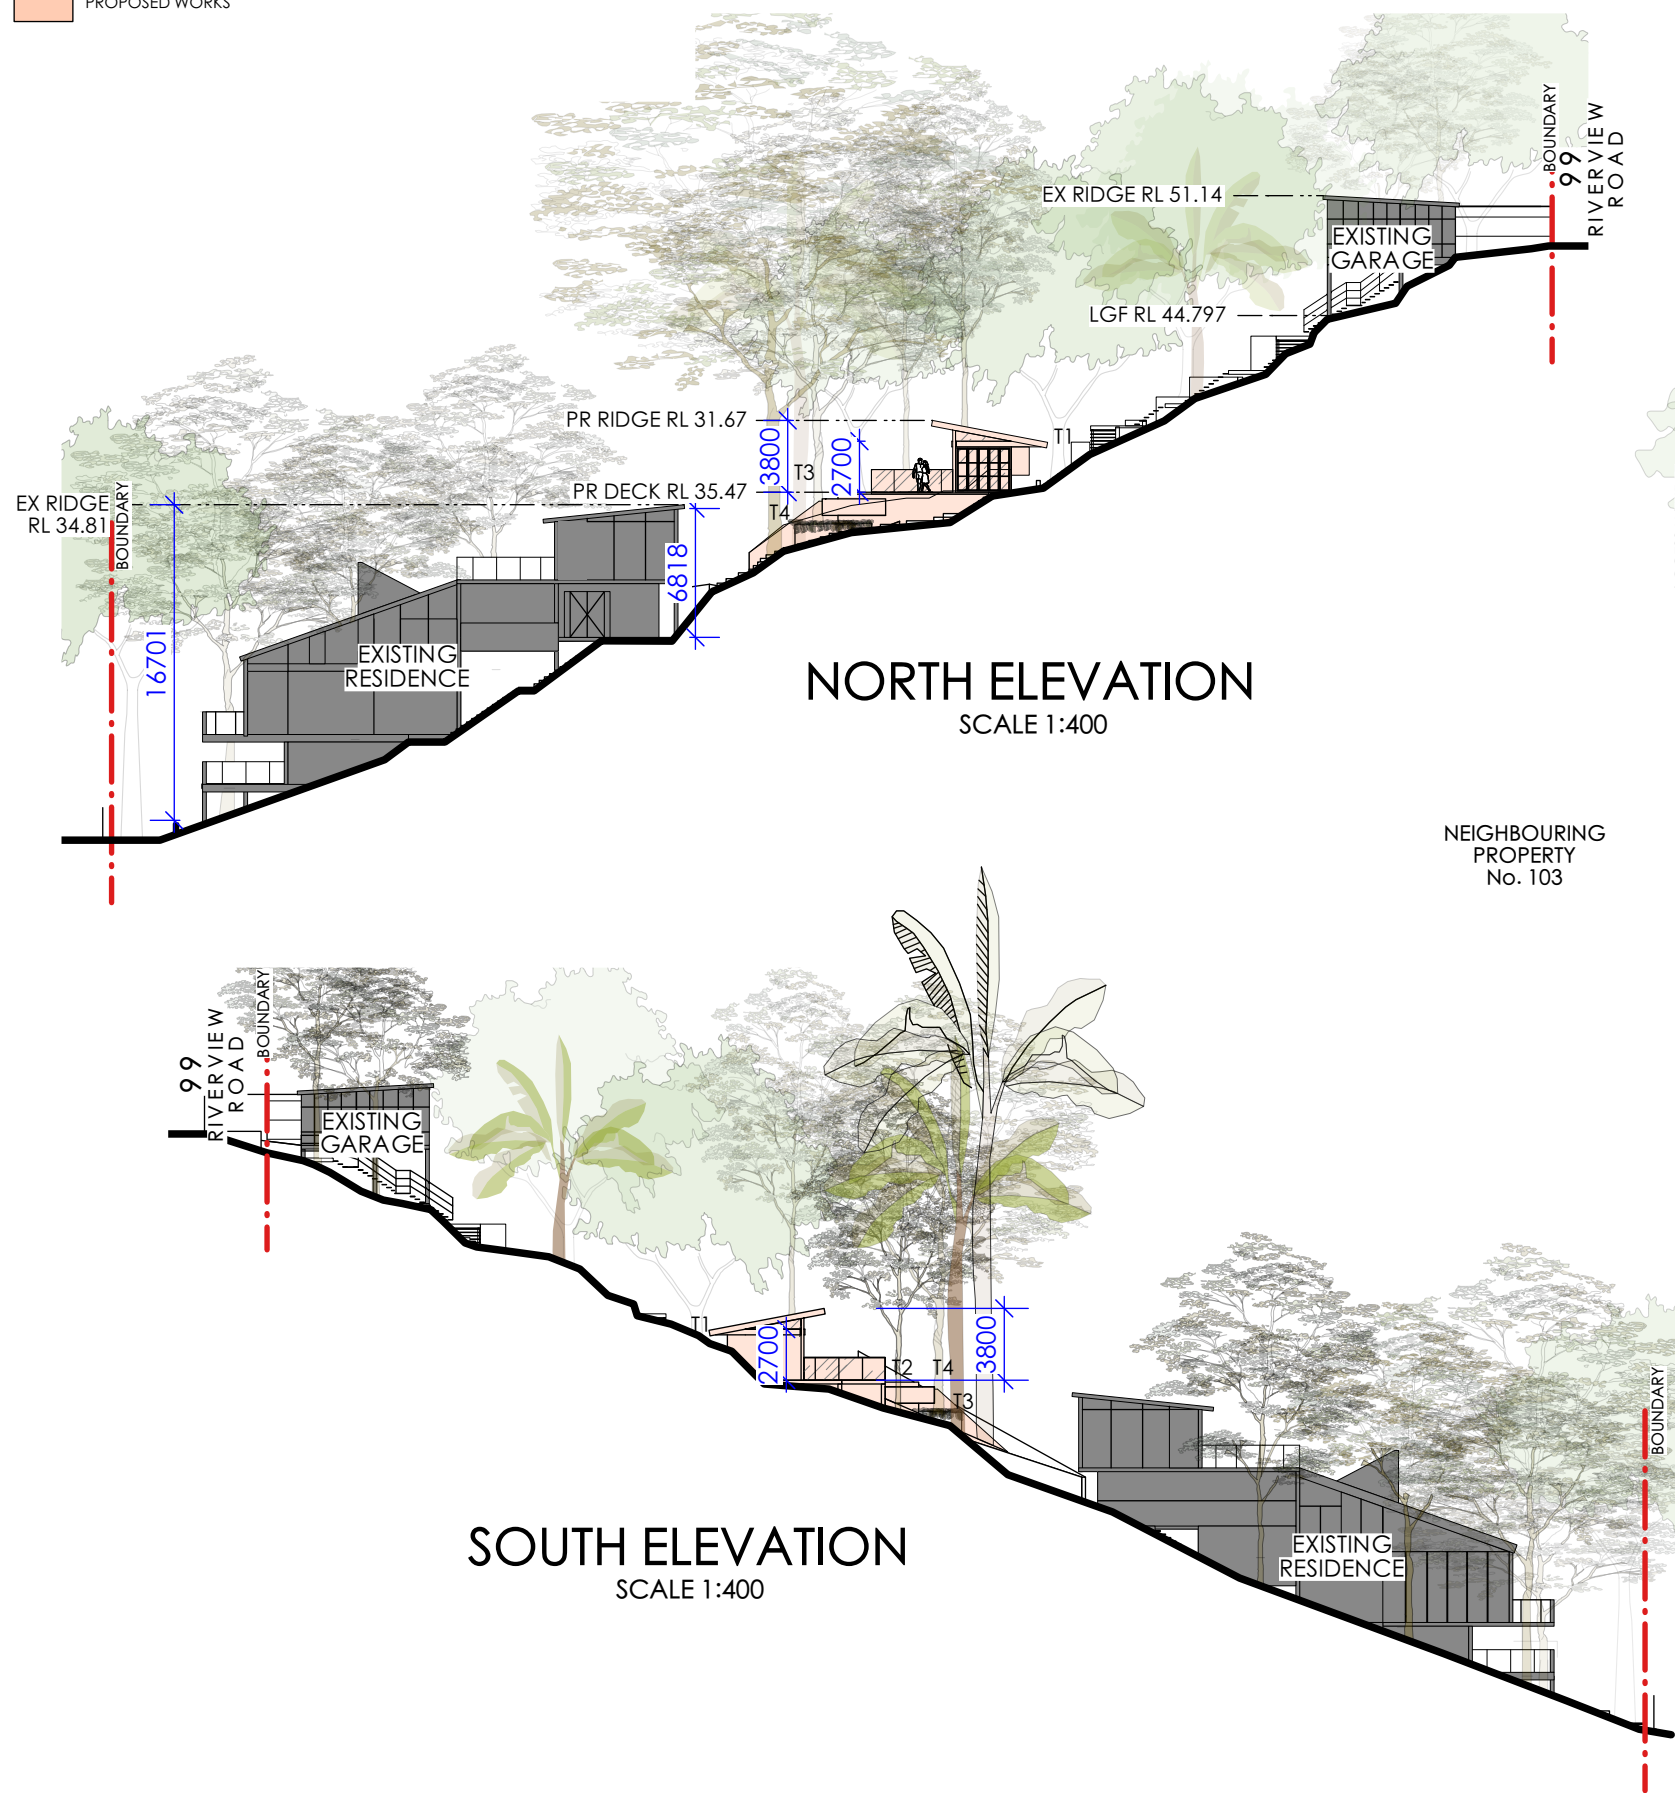 PROPOSED WORKS
BOUNDARY
99
RIVERVIEW
ROAD
EX RIDGE RL 51.14
EXISTING
GARAGE
LGF RL 44.797
PR RIDGE RL 31.67
3800
T3
2700
T1
PR DECK RL 35.47
T4
EX RIDGE
RL 34.81
BOUNDARY
6818
16701
EXISTING
RESIDENCE
NORTH ELEVATION
SCALE 1:400
NEIGHBOURING
PROPERTY
No. 103
BOUNDARY
99
RIVERVIEW
ROAD
EXISTING
GARAGE
T1
2700
T2
T4
3800
T3
BOUNDARY
EXISTING
RESIDENCE
SOUTH ELEVATION
SCALE 1:400